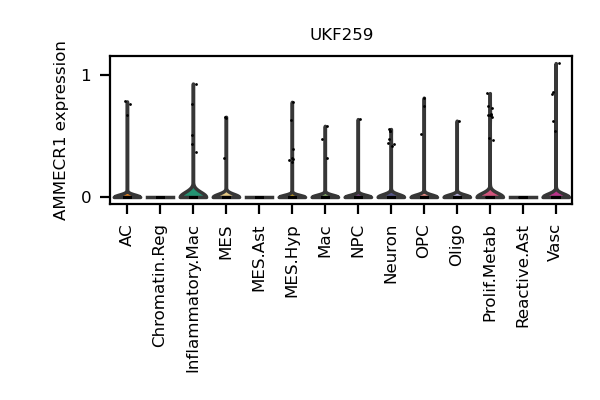 UKF259
AMMECR1 expression
1
0
AC
Chromatin.Reg
Inflammatory.Mac
MES
MES.Ast
MES.Hyp
Mac
NPC
Neuron
OPC
Oligo
Prolif.Metab
Reactive.Ast
Vasc